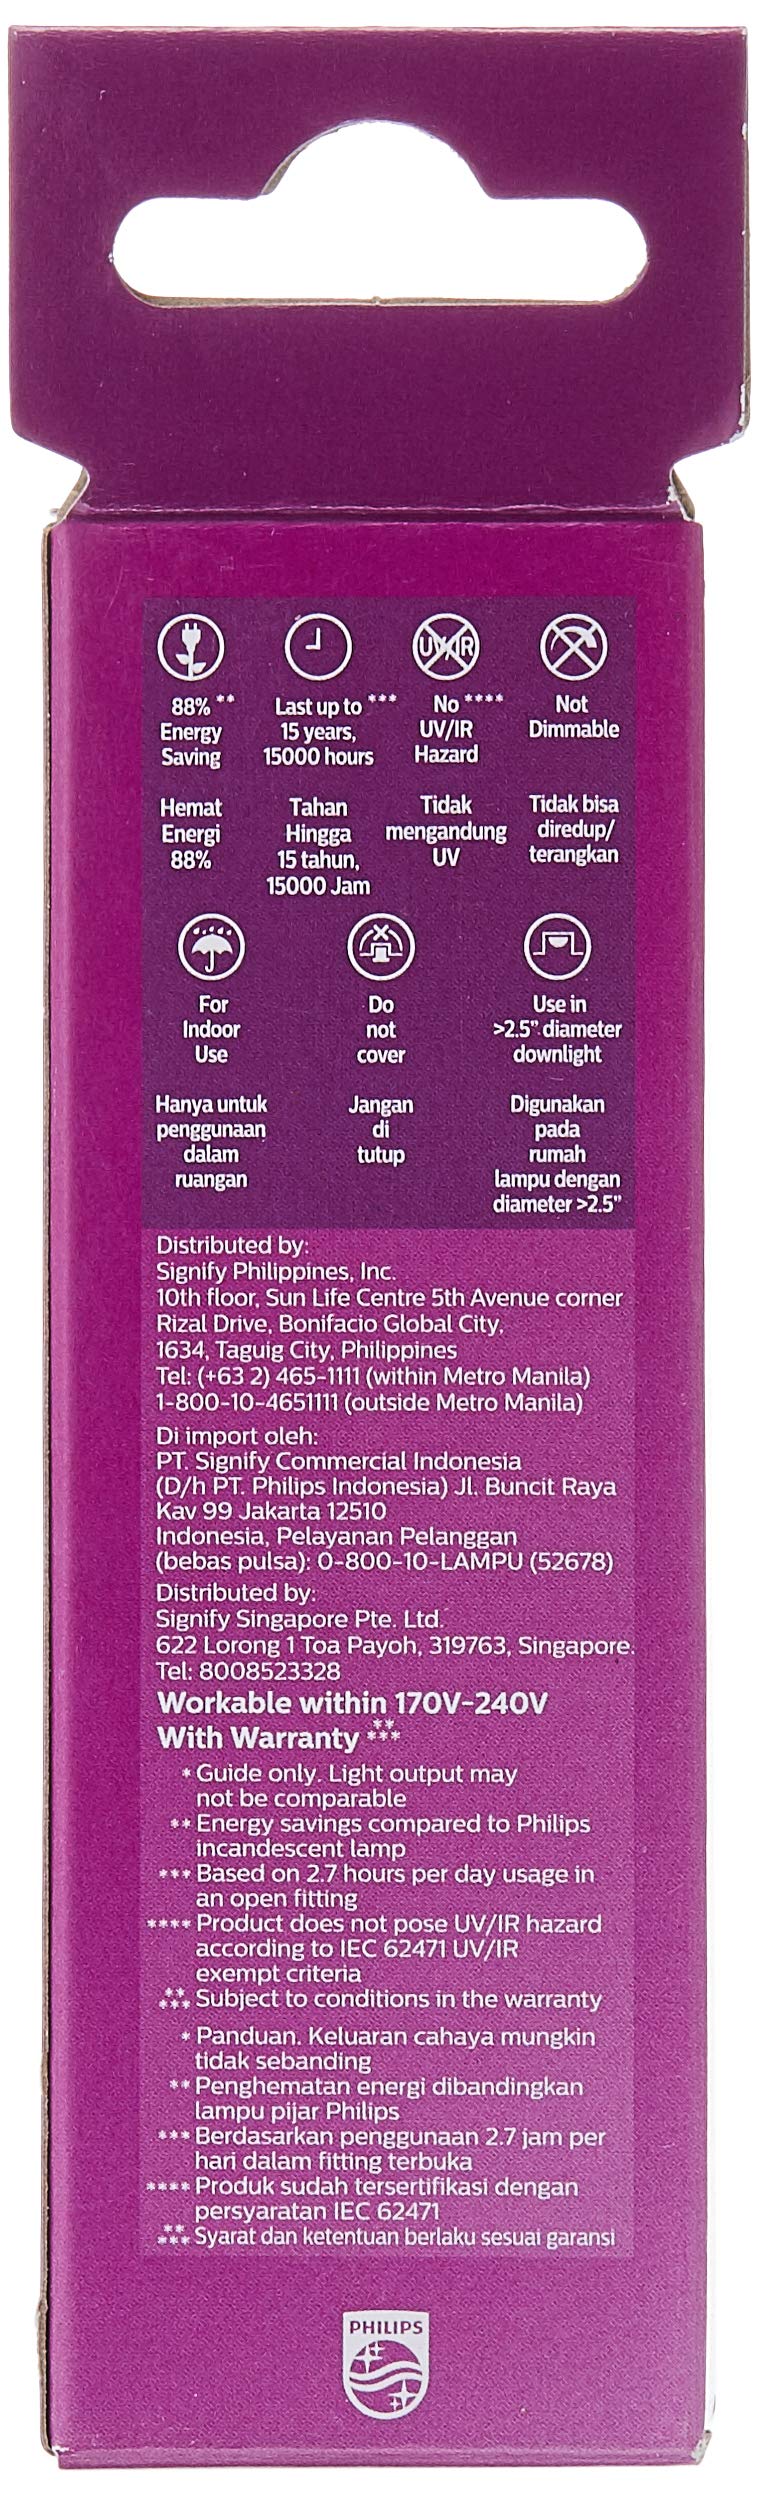 UV/IR
88% **
Energy
Saving
Last up to ***
15 years,
15000 hours
No ****
UV/IR
Hazard
Not
Dimmable
Hemat
Energi
88%
Tahan
Hingga
15 tahun,
15000 Jam
Tidak
mengandung
UV
Tidak bisa
diredup/
terangkan
For
Indoor
Use
Do
not
cover
Use in
>2.5” diameter
downlight
Hanya untuk
penggunaan
dalam
ruangan
Jangan
di
tutup
Digunakan
pada
rumah
lampu dengan
diameter >2.5”
Distributed by:
Signify Philippines, Inc.
10th floor, Sun Life Centre 5th Avenue corner
Rizal Drive, Bonifacio Global City,
1634, Taguig City, Philippines
Tel: (+63 2) 465-1111 (within Metro Manila)
1-800-10-4651111 (outside Metro Manila)
Di import oleh:
PT. Signify Commercial Indonesia
(D/h PT. Philips Indonesia) Jl. Buncit Raya
Kav 99 Jakarta 12510
Indonesia, Pelayanan Pelanggan
(bebas pulsa): 0-800-10-LAMPU (52678)
Distributed by:
Signify Singapore Pte. Ltd.
622 Lorong 1 Toa Payoh, 319763, Singapore.
Tel: 8008523328
Workable within 170V-240V
With Warranty *****
* Guide only. Light output may
not be comparable
** Energy savings compared to Philips
incandescent lamp
*** Based on 2.7 hours per day usage in
an open fitting
**** Product does not pose UV/IR hazard
according to IEC 62471 UV/IR
exempt criteria
***** Subject to conditions in the warranty
* Panduan. Keluaran cahaya mungkin
tidak sebanding
** Penghematan energi dibandingkan
lampu pijar Philips
*** Berdasarkan penggunaan 2.7 jam per
hari dalam fitting terbuka
**** Produk sudah tersertifikasi dengan
persyaratan IEC 62471
***** Syarat dan ketentuan berlaku sesuai garansi
PHILIPS